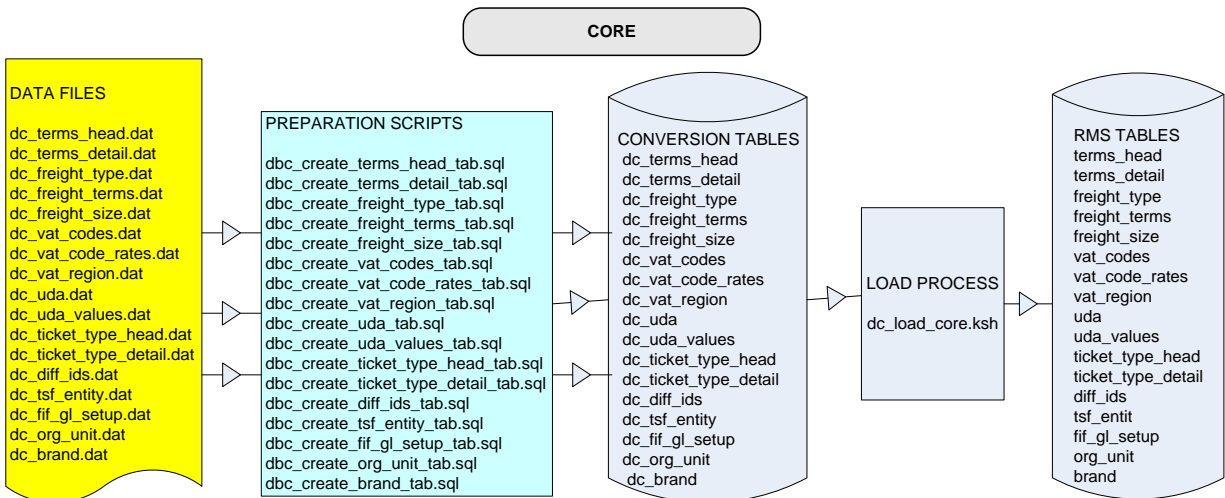 CORE
DATA FILES
dc_terms_head.dat
dc_terms_detail.dat
dc_freight_type.dat
dc_freight_terms.dat
dc_freight_size.dat
dc_vat_codes.dat
dc_vat_code_rates.dat
dc_vat_region.dat
dc_uda.dat
dc_uda_values.dat
dc_ticket_type_head.dat
dc_ticket_type_detail.dat
dc_diff_ids.dat
dc_tsf_entity.dat
dc_fif_gl_setup.dat
dc_org_unit.dat
dc_brand.dat
PREPARATION SCRIPTS
dbc_create_terms_head_tab.sql
dbc_create_terms_detail_tab.sql
dbc_create_freight_type_tab.sql
dbc_create_freight_terms_tab.sql
dbc_create_freight_size_tab.sql
dbc_create_vat_codes_tab.sql
dbc_create_vat_code_rates_tab.sql
dbc_create_vat_region_tab.sql
dbc_create_uda_tab.sql
dbc_create_uda_values_tab.sql
dbc_create_ticket_type_head_tab.sql
dbc_create_ticket_type_detail_tab.sql
dbc_create_diff_ids_tab.sql
dbc_create_tsf_entity_tab.sql
dbc_create_fif_gl_setup_tab.sql
dbc_create_org_unit_tab.sql
dbc_create_brand_tab.sql
CONVERSION TABLES
dc_terms_head
dc_terms_detail
dc_freight_type
dc_freight_terms
dc_freight_size
dc_vat_codes
dc_vat_code_rates
dc_vat_region
dc_uda
dc_uda_values
dc_ticket_type_head
dc_ticket_type_detail
dc_diff_ids
dc_tsf_entity
dc_fif_gl_setup
dc_org_unit
dc_brand
LOAD PROCESS
dc_load_core.ksh
RMS TABLES
terms_head
terms_detail
freight_type
freight_terms
freight_size
vat_codes
vat_code_rates
vat_region
uda
uda_values
ticket_type_head
ticket_type_detail
diff_ids
tsf_entit
fif_gl_setup
org_unit
brand